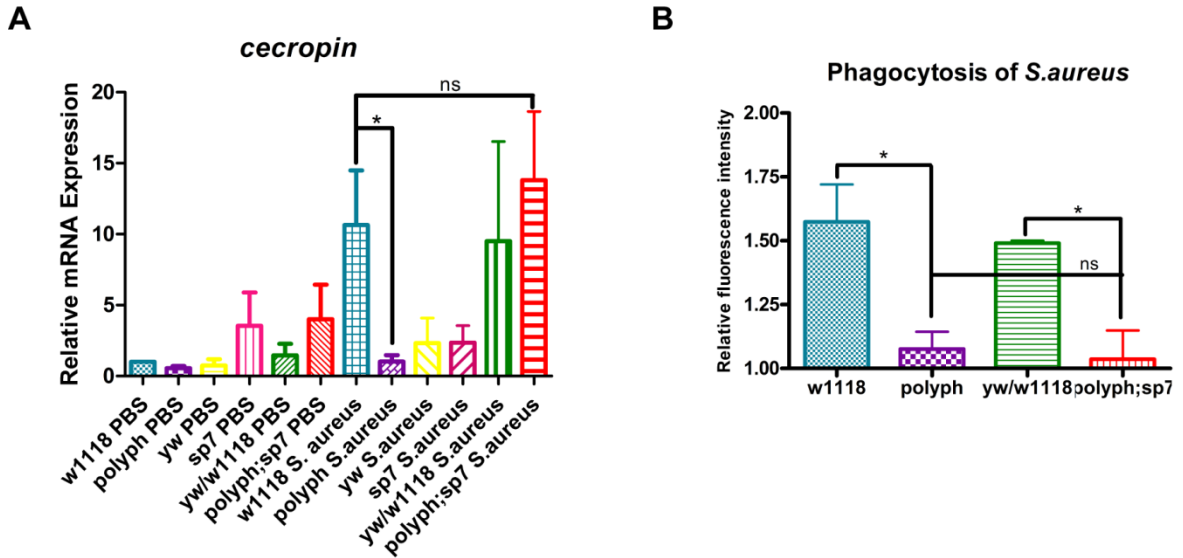 A
cecropin
Relative mRNA Expression
20
15
10
5
0
ns
*
w1118 PBS
polyph PBS
yw PBS
sp7 PBS
yw/w1118 PBS
polyph;sp7 PBS
w1118 S. aureus
polyph S.aureus
yw S.aureus
sp7 S.aureus
yw/w1118 S.aureus
polyph;sp7 S.aureus
B
Phagocytosis of S.aureus
Relative fluorescence intensity
2.00
1.75
1.50
1.25
1.00
*
*
ns
w1118
polyph
yw/w1118
polyph;sp7